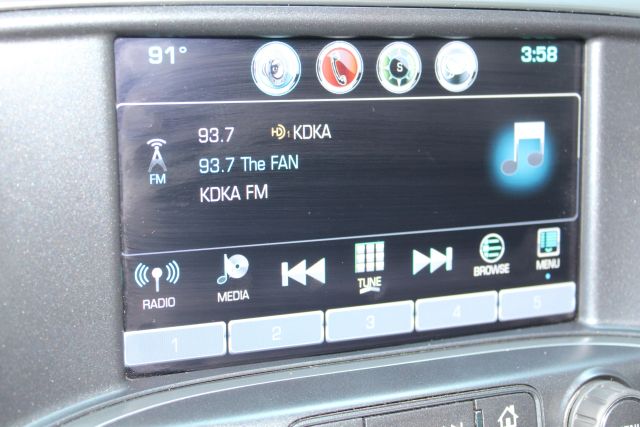 91° 3:58
S
93.7 HD1 KDKA
93.7 The FAN
FM
KDKA FM
RADIO MEDIA TUNE BROWSE MENU
1 2 3 4 5